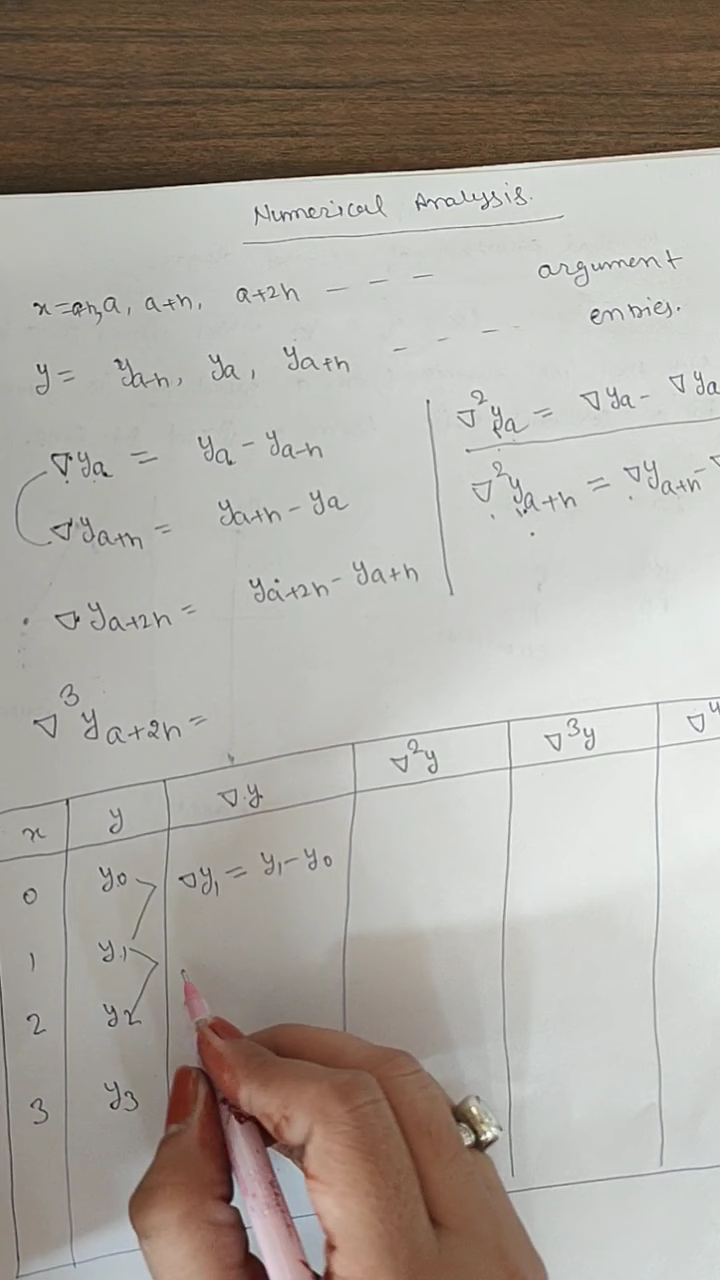 Numerical Analysis.
x=a-h,a, a+h, a+2h - - - argument
y= ya-h, ya, ya+h - - - entries.
∇ya = ya - ya-h
∇ya+h = ya+h - ya
∇ya+2h = ya+2h - ya+h
∇³ya+2h =
∇²ya = ∇ya - ∇ya
∇²ya+h = ∇ya+h - ∇
x y ∇y ∇²y ∇³y ∇⁴
0 y0 ∇y1 = y1 - y0
1 y1
2 y2
3 y3